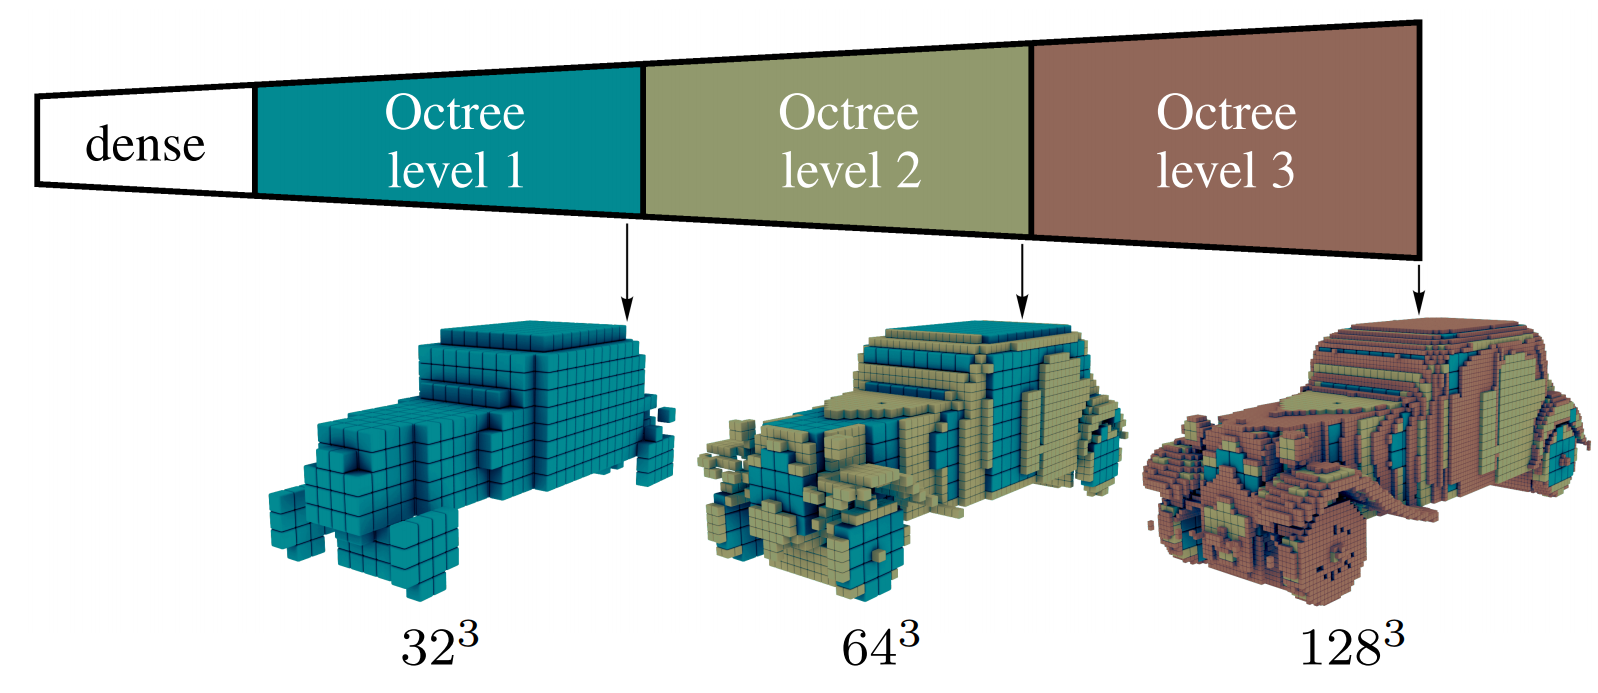 dense
Octree
level 1
Octree
level 2
Octree
level 3
32³
64³
128³